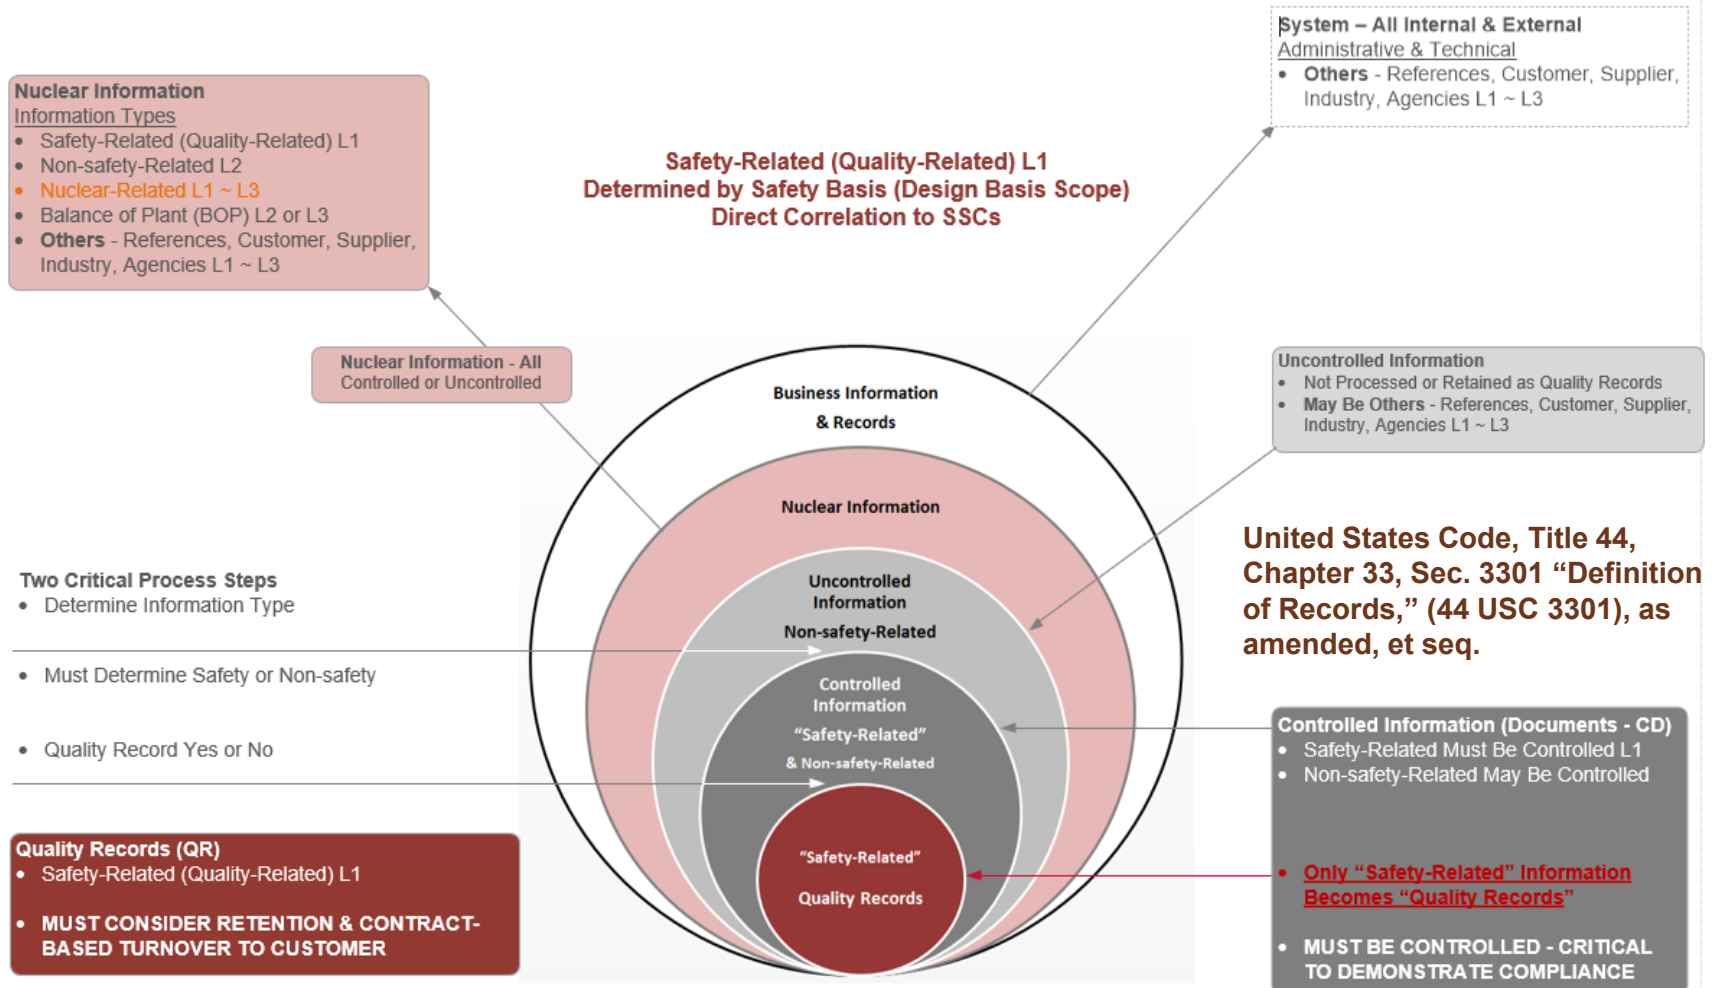 System – All Internal & External
Administrative & Technical
• Others - References, Customer, Supplier,
Industry, Agencies L1 ~ L3
Nuclear Information
Information Types
• Safety-Related (Quality-Related) L1
• Non-safety-Related L2
• Nuclear-Related L1 ~ L3
• Balance of Plant (BOP) L2 or L3
• Others - References, Customer, Supplier,
Industry, Agencies L1 ~ L3
Safety-Related (Quality-Related) L1
Determined by Safety Basis (Design Basis Scope)
Direct Correlation to SSCs
Nuclear Information - All
Controlled or Uncontrolled
Uncontrolled Information
• Not Processed or Retained as Quality Records
• May Be Others - References, Customer, Supplier,
Industry, Agencies L1 ~ L3
Business Information
& Records
Nuclear Information
Uncontrolled
Information
Non-safety-Related
Controlled
Information
“Safety-Related”
& Non-safety-Related
“Safety-Related”
Quality Records
United States Code, Title 44,
Chapter 33, Sec. 3301 “Definition
of Records,” (44 USC 3301), as
amended, et seq.
Two Critical Process Steps
• Determine Information Type
• Must Determine Safety or Non-safety
• Quality Record Yes or No
Quality Records (QR)
• Safety-Related (Quality-Related) L1
• MUST CONSIDER RETENTION & CONTRACT-
BASED TURNOVER TO CUSTOMER
Controlled Information (Documents - CD)
• Safety-Related Must Be Controlled L1
• Non-safety-Related May Be Controlled
• Only “Safety-Related” Information
Becomes “Quality Records”
• MUST BE CONTROLLED - CRITICAL
TO DEMONSTRATE COMPLIANCE